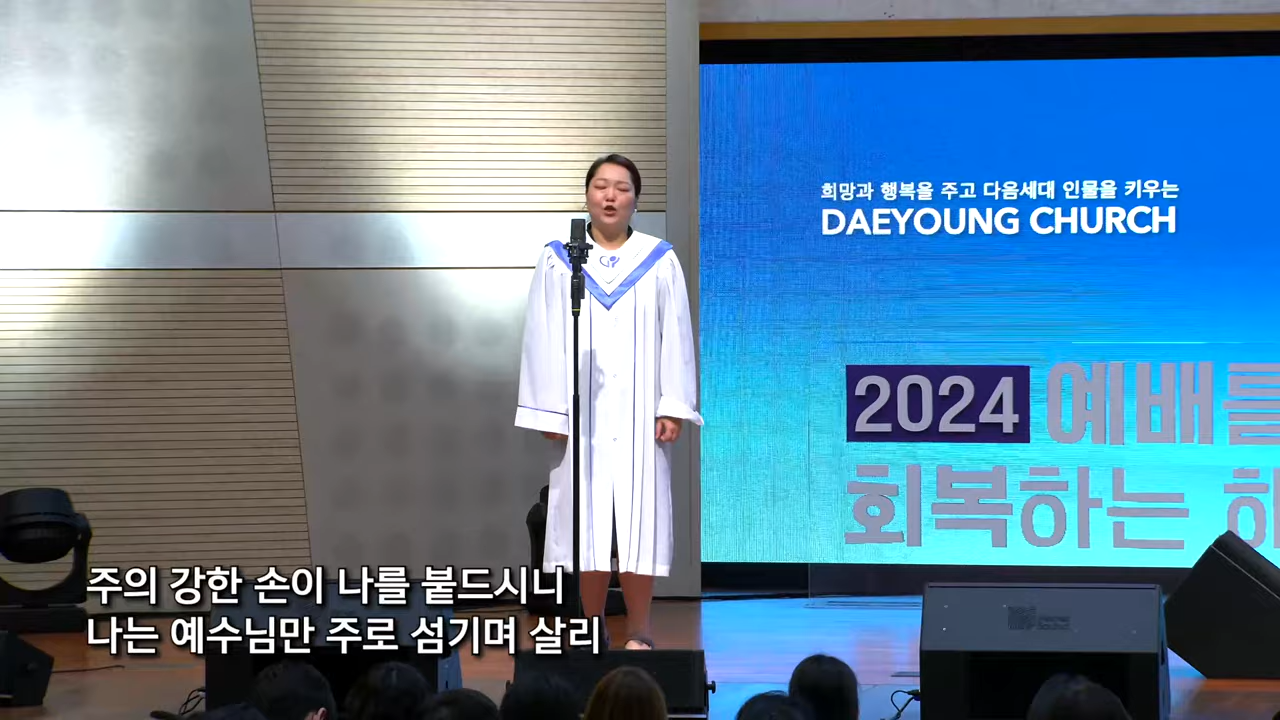 희망과 행복을 주고 다음세대 인물을 키우는
DAEYOUNG CHURCH
2024 예배를
회복하는 해
주의 강한 손이 나를 붙드시니
나는 예수님만 주로 섬기며 살리